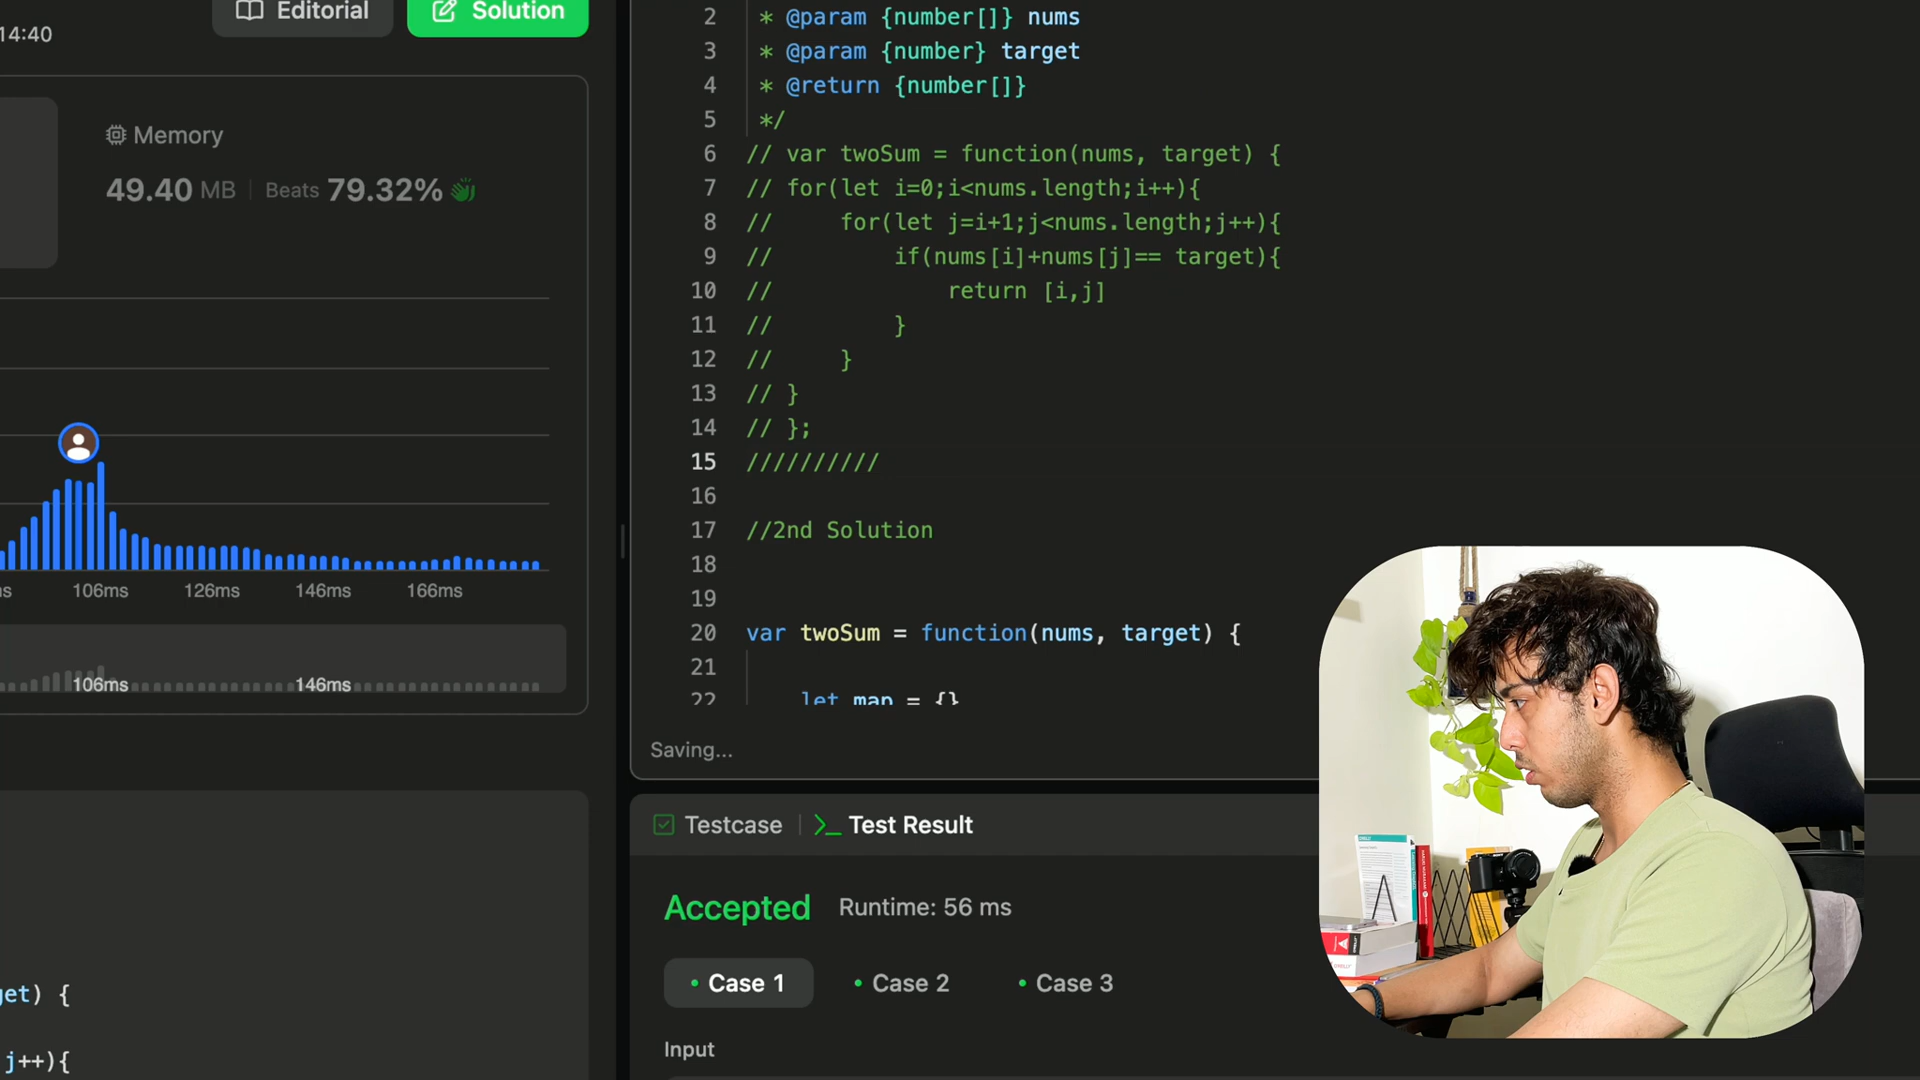 14:40
Editorial
Solution
Memory
49.40 MB | Beats 79.32%
106ms 126ms 146ms 166ms
106ms 146ms
get) {
j++){
2 * @param {number[]} nums
3 * @param {number} target
4 * @return {number[]}
5 */
6 // var twoSum = function(nums, target) {
7 // for(let i=0;i<nums.length;i++){
8 //     for(let j=i+1;j<nums.length;j++){
9 //         if(nums[i]+nums[j]== target){
10 //             return [i,j]
11 //         }
12 //     }
13 // }
14 // };
15 //////////
16
17 //2nd Solution
18
19
20 var twoSum = function(nums, target) {
21
22     let map = {}
Saving...
Testcase | >_ Test Result
Accepted Runtime: 56 ms
• Case 1 • Case 2 • Case 3
Input